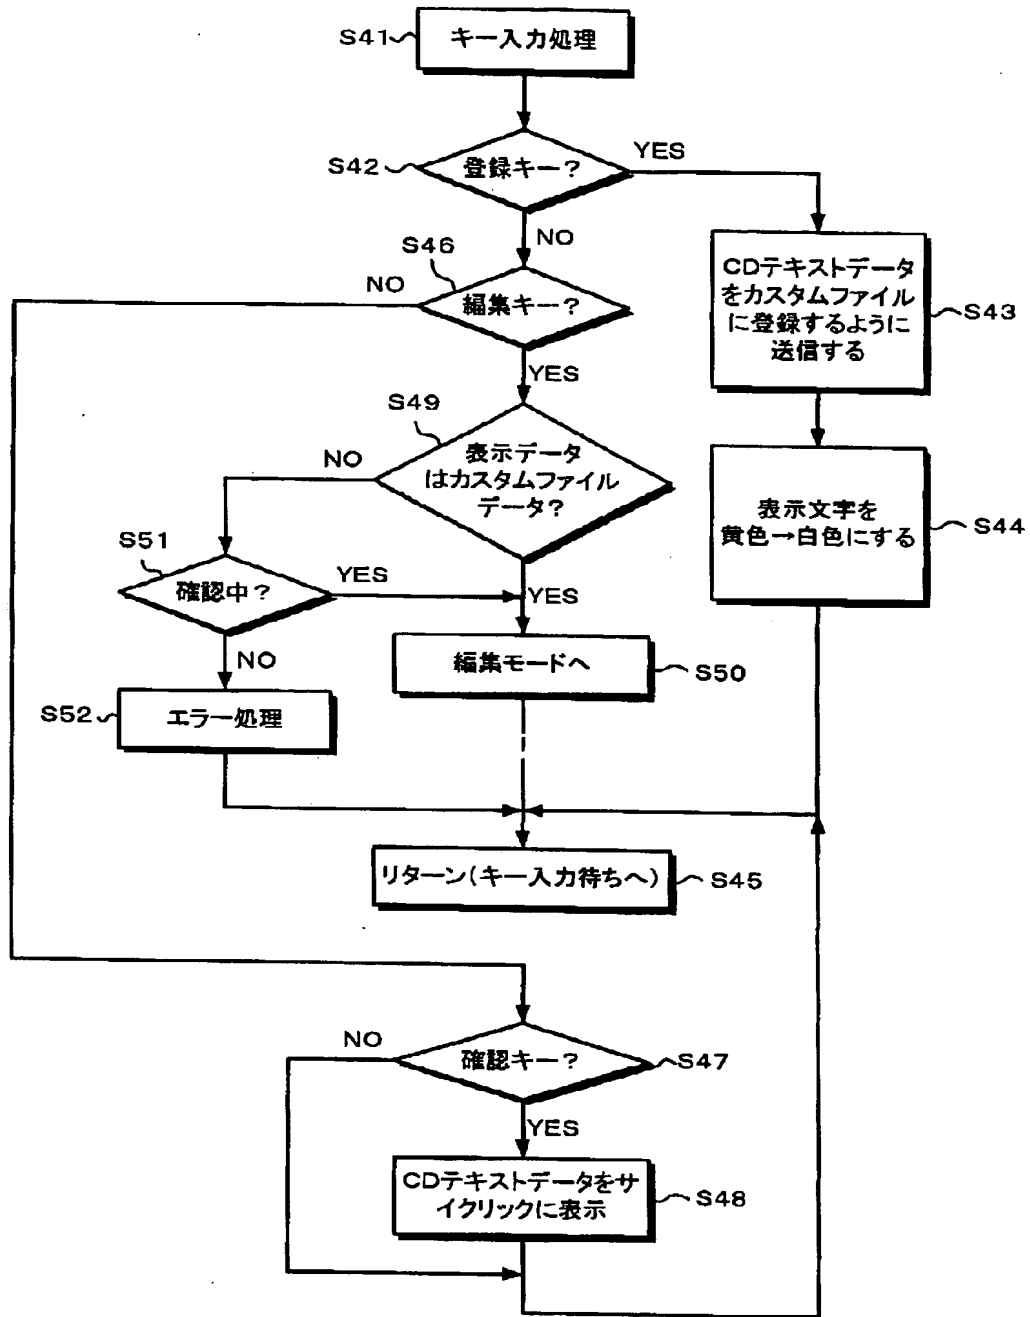 S41
キー入力処理
S42
登録キー？
YES
NO
S46
NO
編集キー？
YES
CDテキストデータ
をカスタムファイル
に登録するように
送信する
S43
S49
NO
表示データ
はカスタムファイル
データ？
YES
表示文字を
黄色→白色にする
S44
S51
確認中？
YES
NO
編集モードへ
S50
S52
エラー処理
リターン(キー入力待ちへ)
S45
NO
確認キー？
S47
YES
CDテキストデータをサ
イクリックに表示
S48